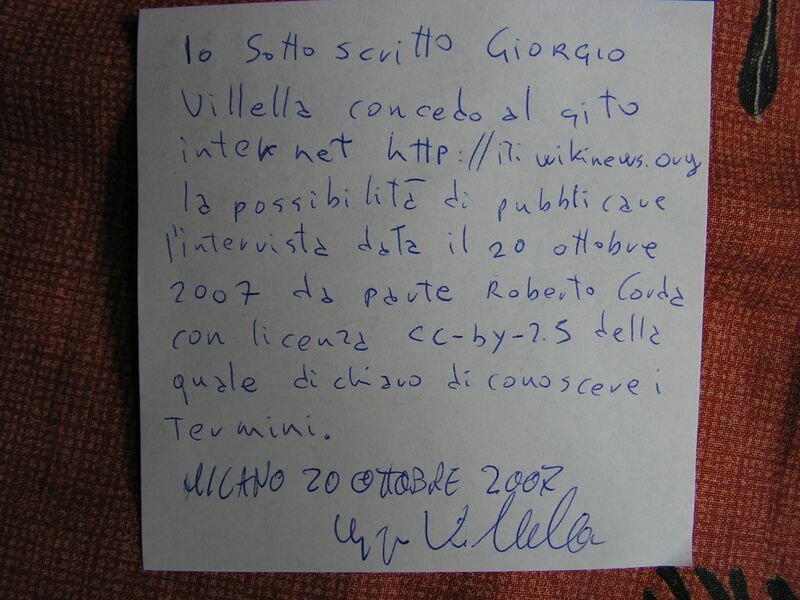 Io Sottoscritto GIORGIO
Villella concedo al sito
internet http://it.wikinews.org
la possibilità di pubblicare
l'intervista data il 20 ottobre
2007 da parte Roberto Corda
con licenza CC-by-2.5 della
quale dichiaro di conoscere i
Termini.
MILANO 20 OTTOBRE 2007
Villella